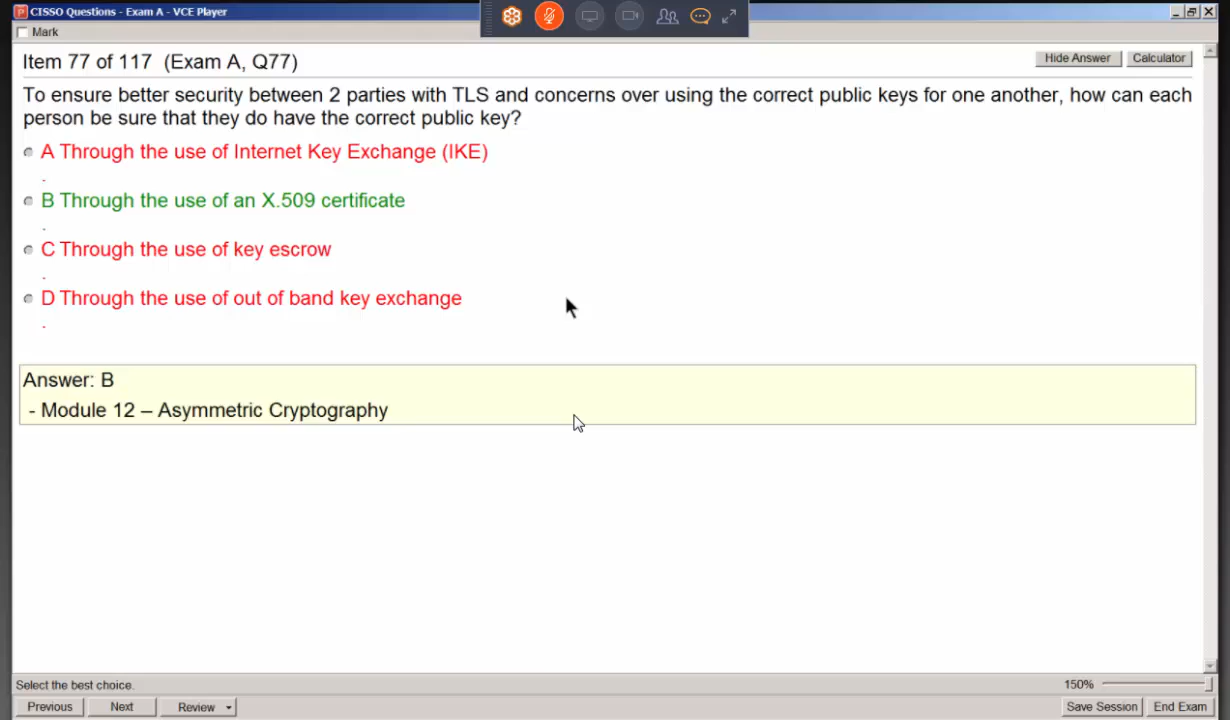 CISSO Questions - Exam A - VCE Player
Mark
Item 77 of 117 (Exam A, Q77)
Hide Answer
Calculator
To ensure better security between 2 parties with TLS and concerns over using the correct public keys for one another, how can each
person be sure that they do have the correct public key?
A Through the use of Internet Key Exchange (IKE)
.
B Through the use of an X.509 certificate
.
C Through the use of key escrow
.
D Through the use of out of band key exchange
.
Answer: B
- Module 12 – Asymmetric Cryptography
Select the best choice.
150%
Previous
Next
Review
Save Session
End Exam